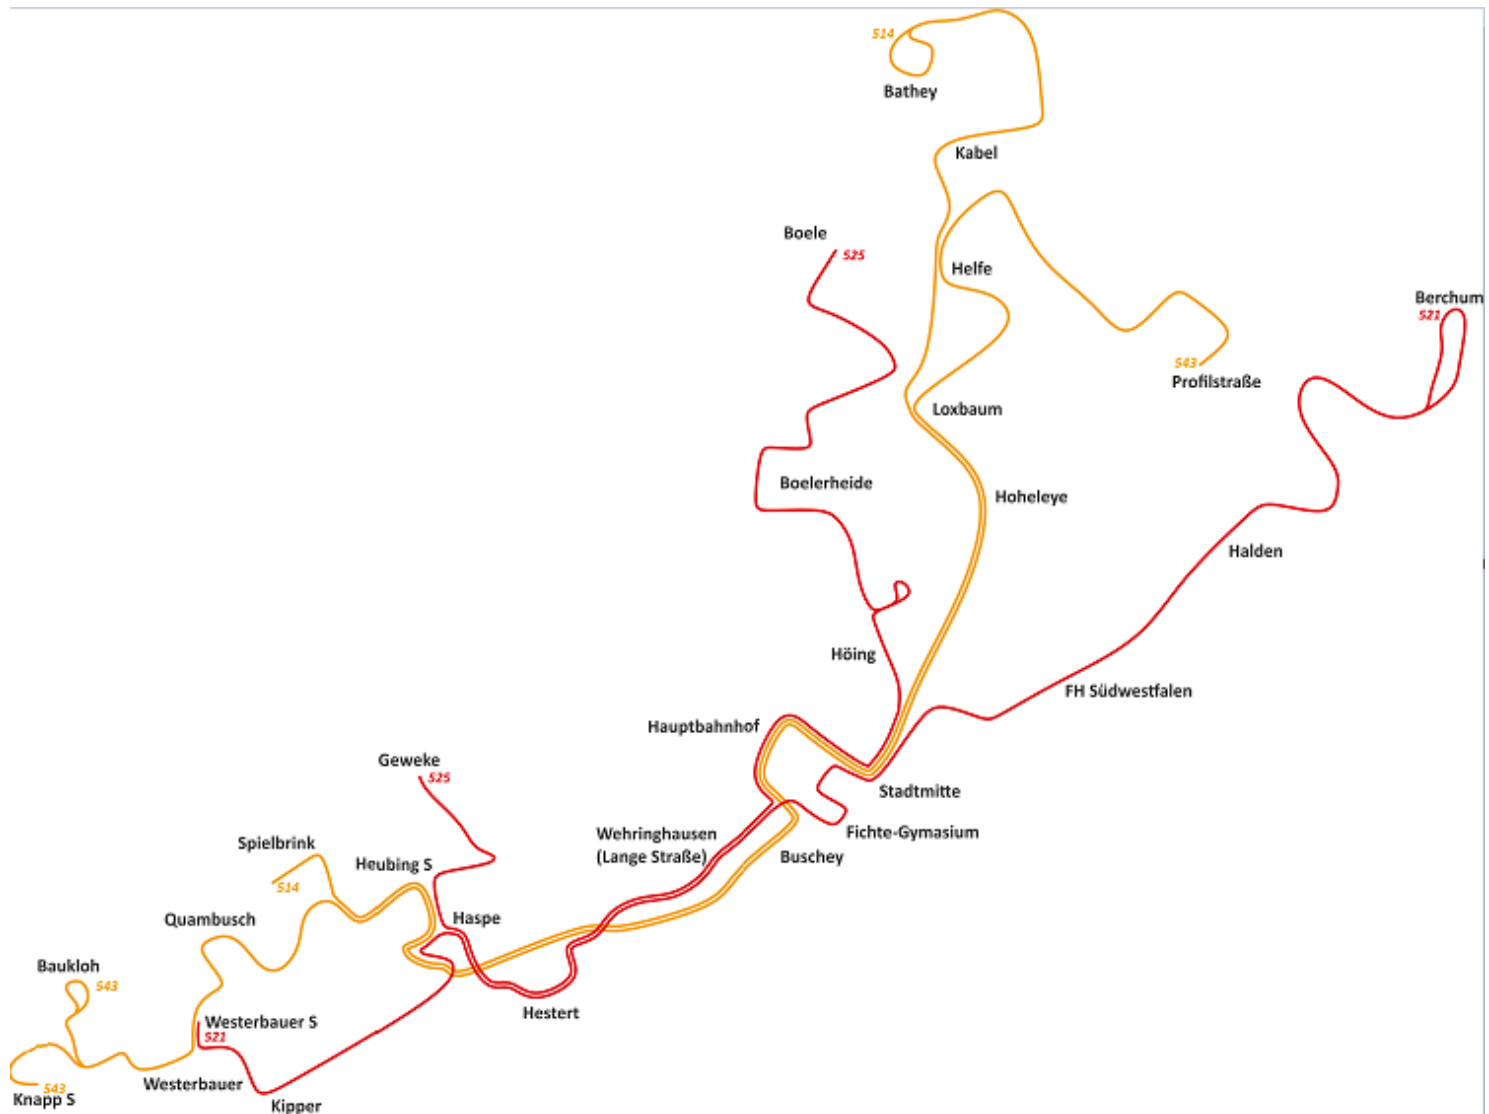 514
Bathey
Kabel
Boele
525
Helfe
Berchum
521
543
Profilstraße
Loxbaum
Boelerheide
Hoheleye
Halden
Höing
FH Südwestfalen
Hauptbahnhof
Geweke
525
Stadtmitte
Wehringhausen
(Lange Straße)
Fichte-Gymasium
Buschey
Spielbrink
514
Heubing S
Quambusch
Haspe
Baukloh
543
Hestert
Westerbauer S
521
Westerbauer
543
Knapp S
Kipper